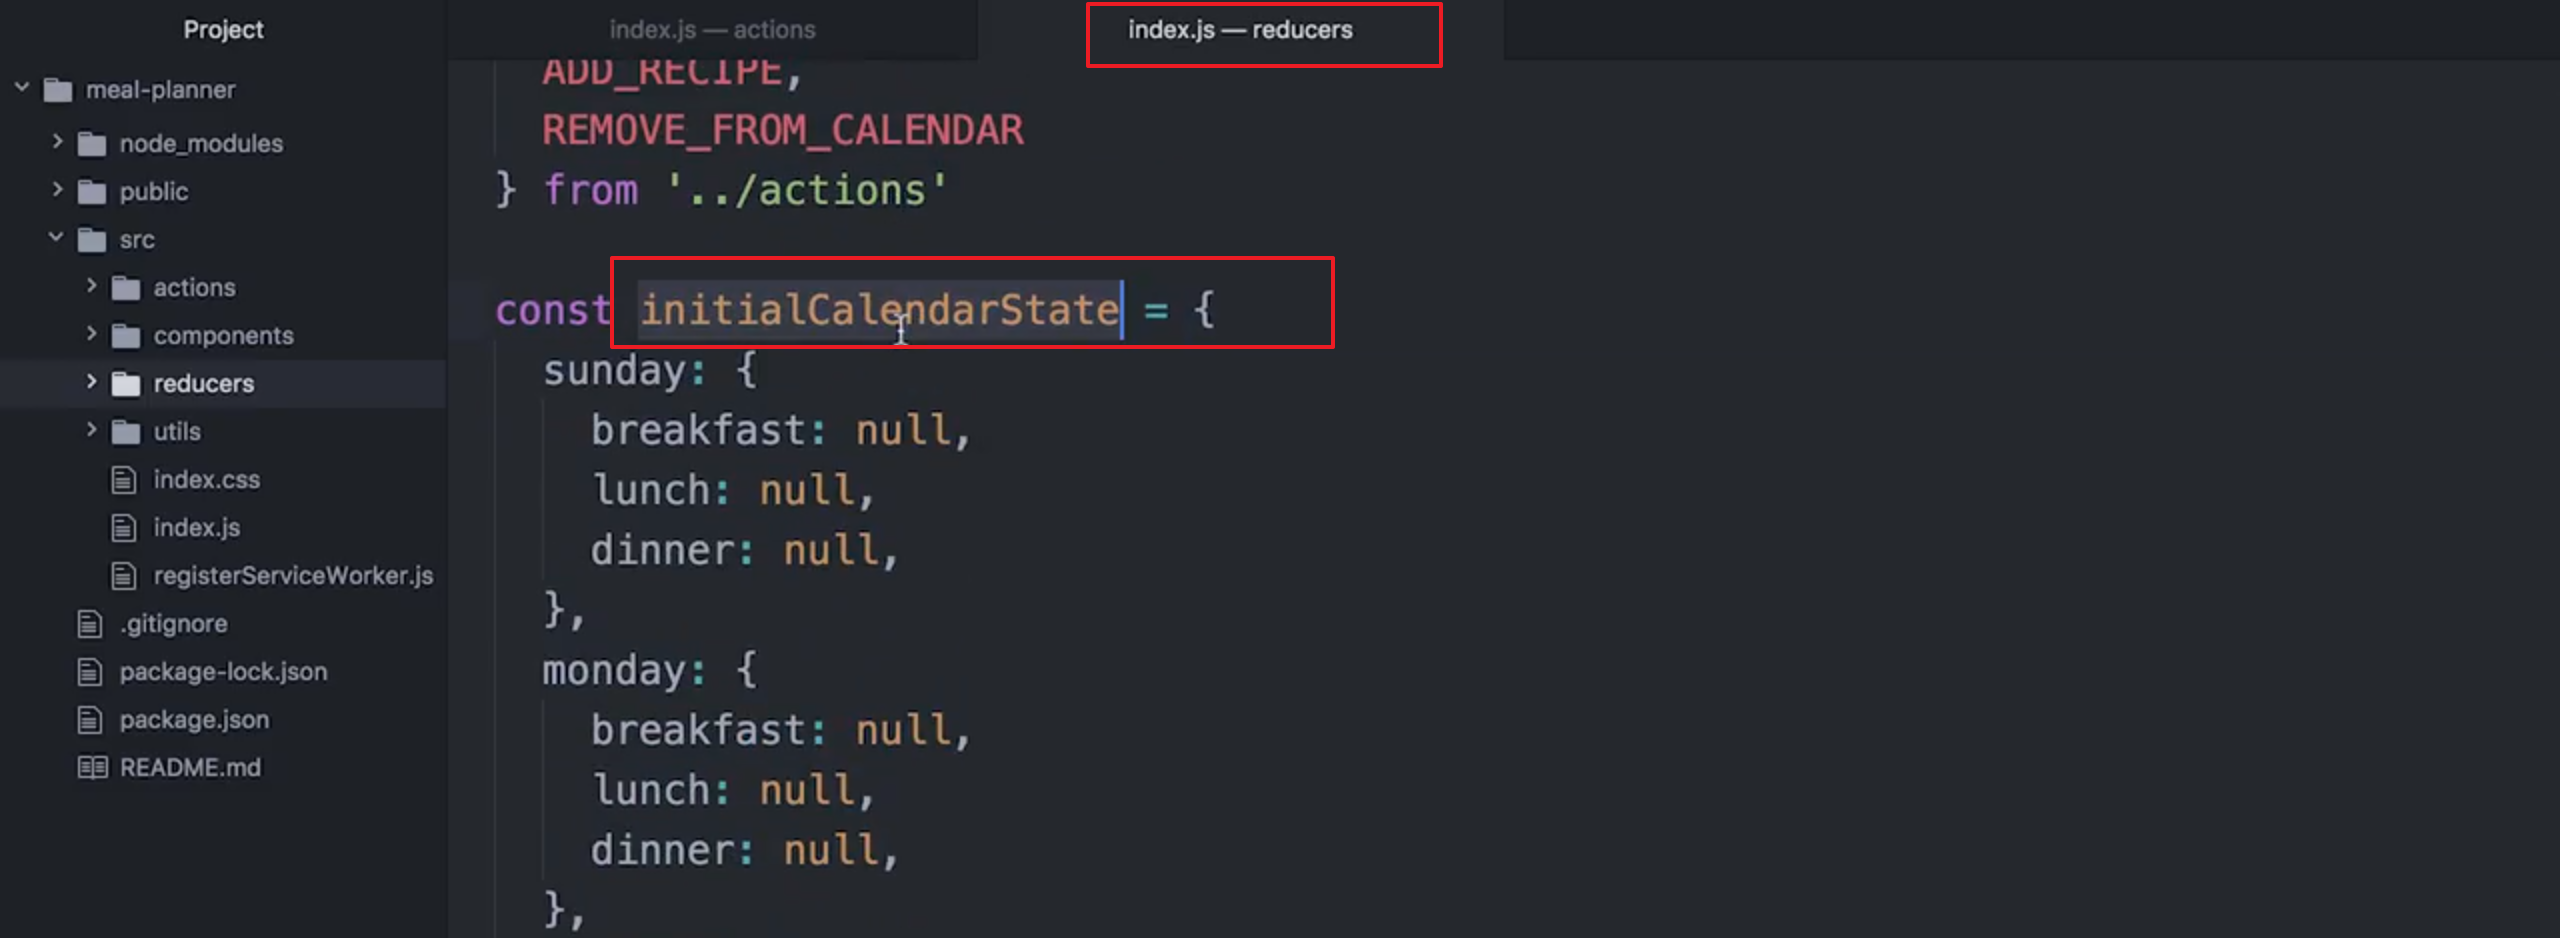 Project
meal-planner
node_modules
public
src
actions
components
reducers
utils
index.css
index.js
registerServiceWorker.js
.gitignore
package-lock.json
package.json
README.md
index.js — actions
index.js — reducers
ADD_RECIPE,
REMOVE_FROM_CALENDAR
} from '../actions'
const initialCalendarState = {
sunday: {
breakfast: null,
lunch: null,
dinner: null,
},
monday: {
breakfast: null,
lunch: null,
dinner: null,
},